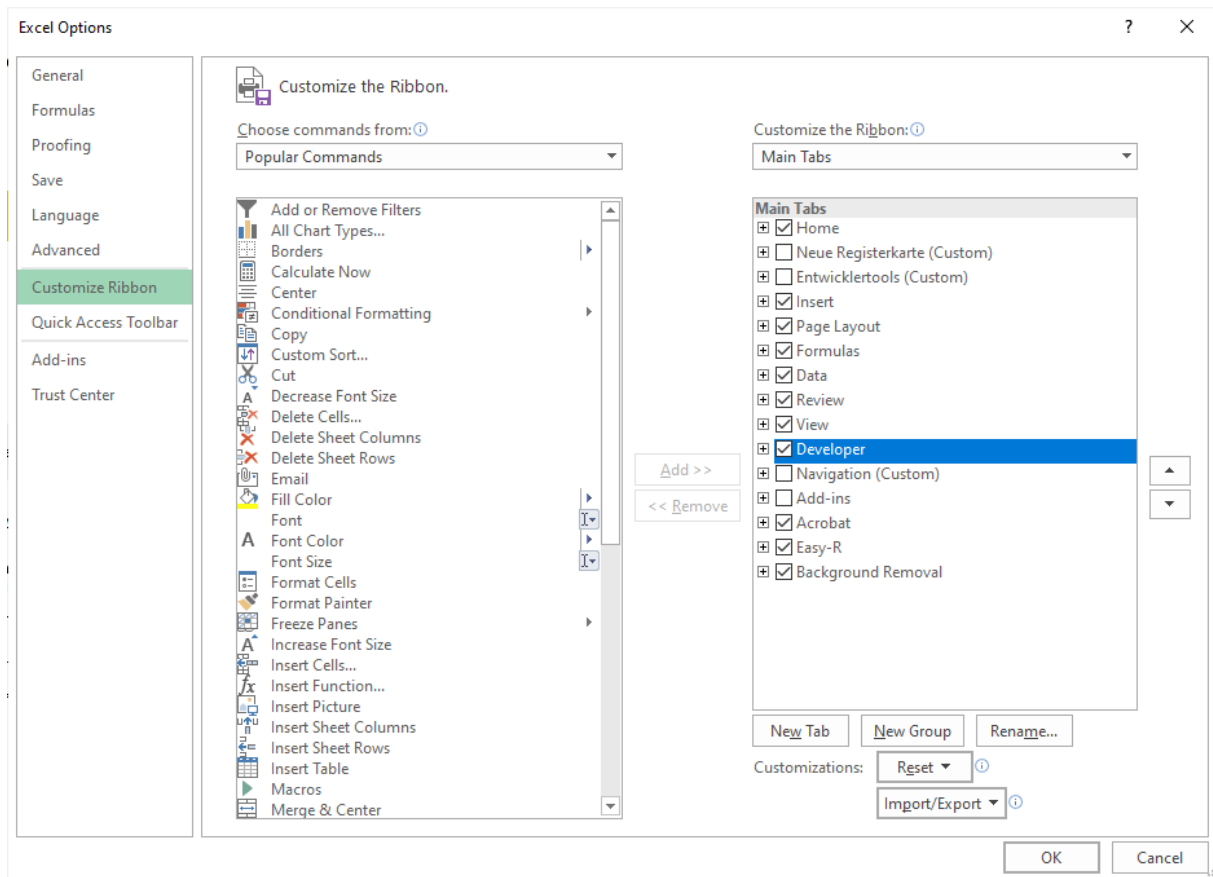 Excel Options
?
General
Formulas
Proofing
Save
Language
Advanced
Customize Ribbon
Quick Access Toolbar
Add-ins
Trust Center
Customize the Ribbon.
Choose commands from:
Popular Commands
Add or Remove Filters
All Chart Types...
Borders
Calculate Now
Center
Conditional Formatting
Copy
Custom Sort...
Cut
Decrease Font Size
Delete Cells...
Delete Sheet Columns
Delete Sheet Rows
Email
Fill Color
Font
Font Color
Font Size
Format Cells
Format Painter
Freeze Panes
Increase Font Size
Insert Cells...
Insert Function...
Insert Picture
Insert Sheet Columns
Insert Sheet Rows
Insert Table
Macros
Merge & Center
Add >>
<< Remove
Customize the Ribbon:
Main Tabs
Main Tabs
Home
Neue Registerkarte (Custom)
Entwicklertools (Custom)
Insert
Page Layout
Formulas
Data
Review
View
Developer
Navigation (Custom)
Add-ins
Acrobat
Easy-R
Background Removal
New Tab
New Group
Rename...
Customizations:
Reset
Import/Export
OK
Cancel